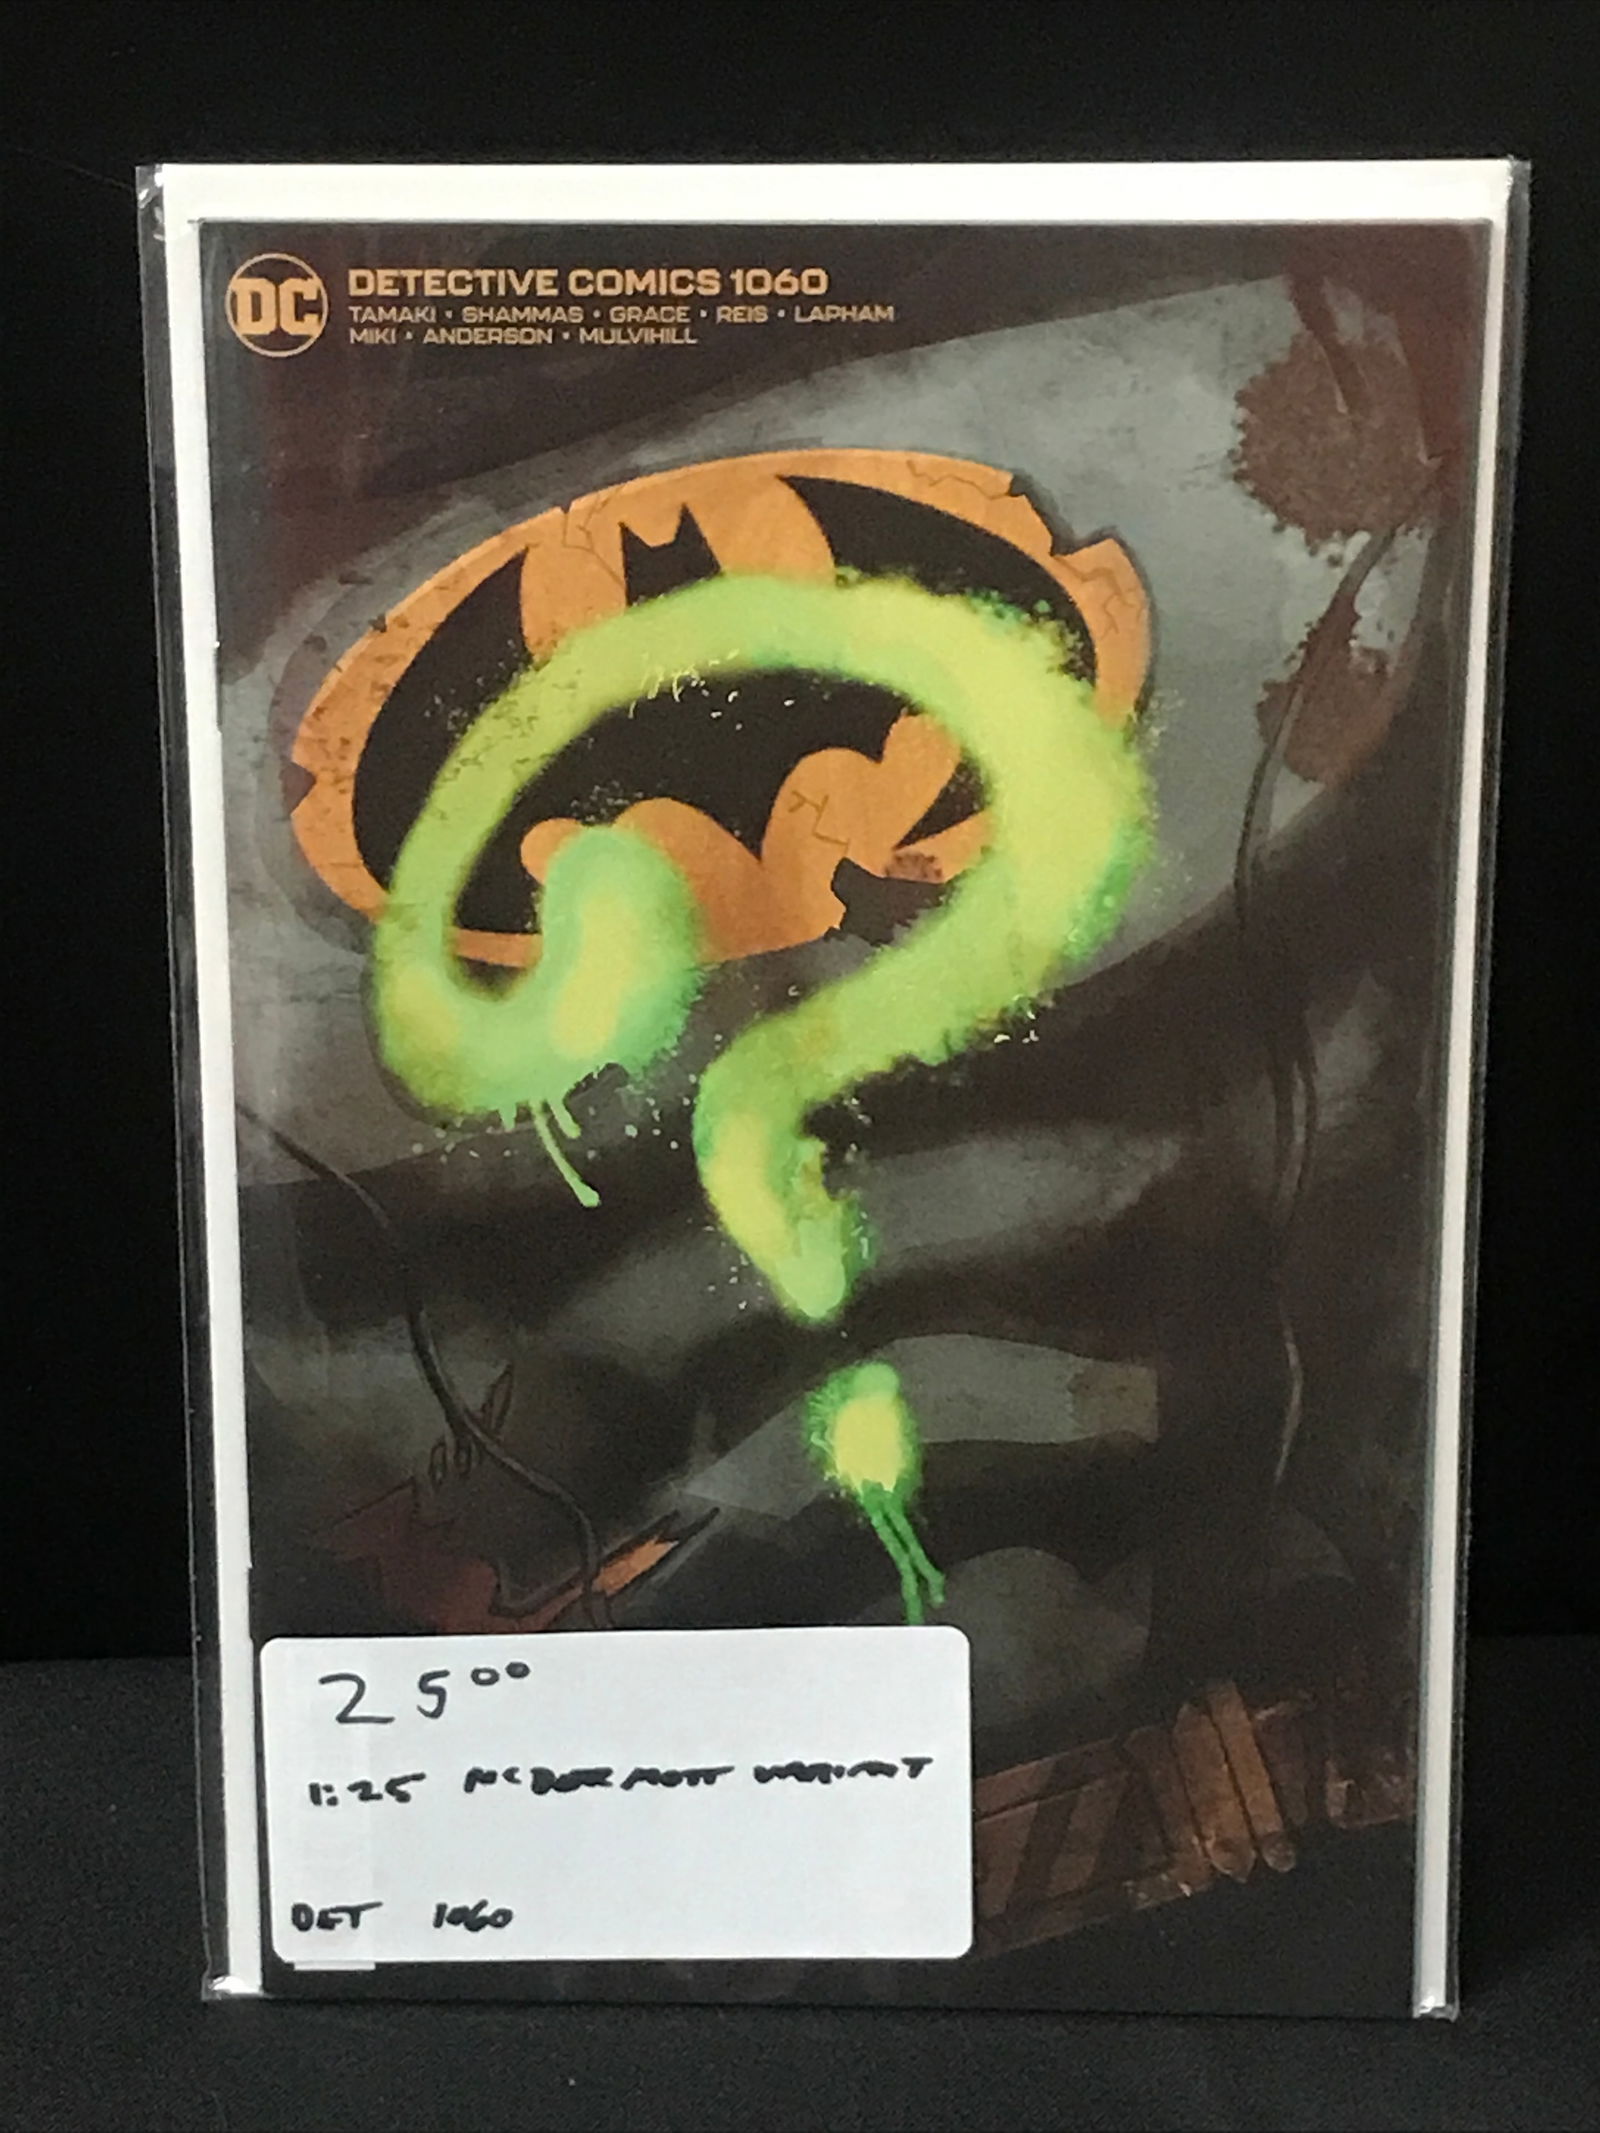 DC
DETECTIVE COMICS 1060
TAMAKI • SHAMMAS • GRACE • REIS • LAPHAM
MIKI • ANDERSON • MULVIHILL
25⁰⁰
1:25 McDERMOTT VARIANT
DET 1060